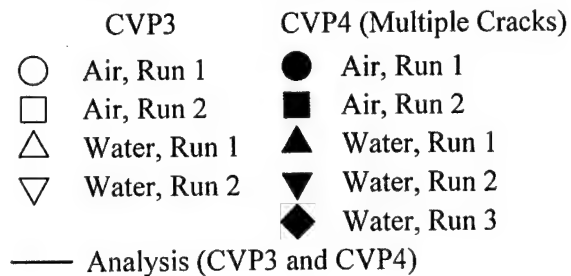 CVP3 CVP4 (Multiple Cracks)
Air, Run 1 Air, Run 1
Air, Run 2 Air, Run 2
Water, Run 1 Water, Run 1
Water, Run 2 Water, Run 2
Water, Run 3
Analysis (CVP3 and CVP4)